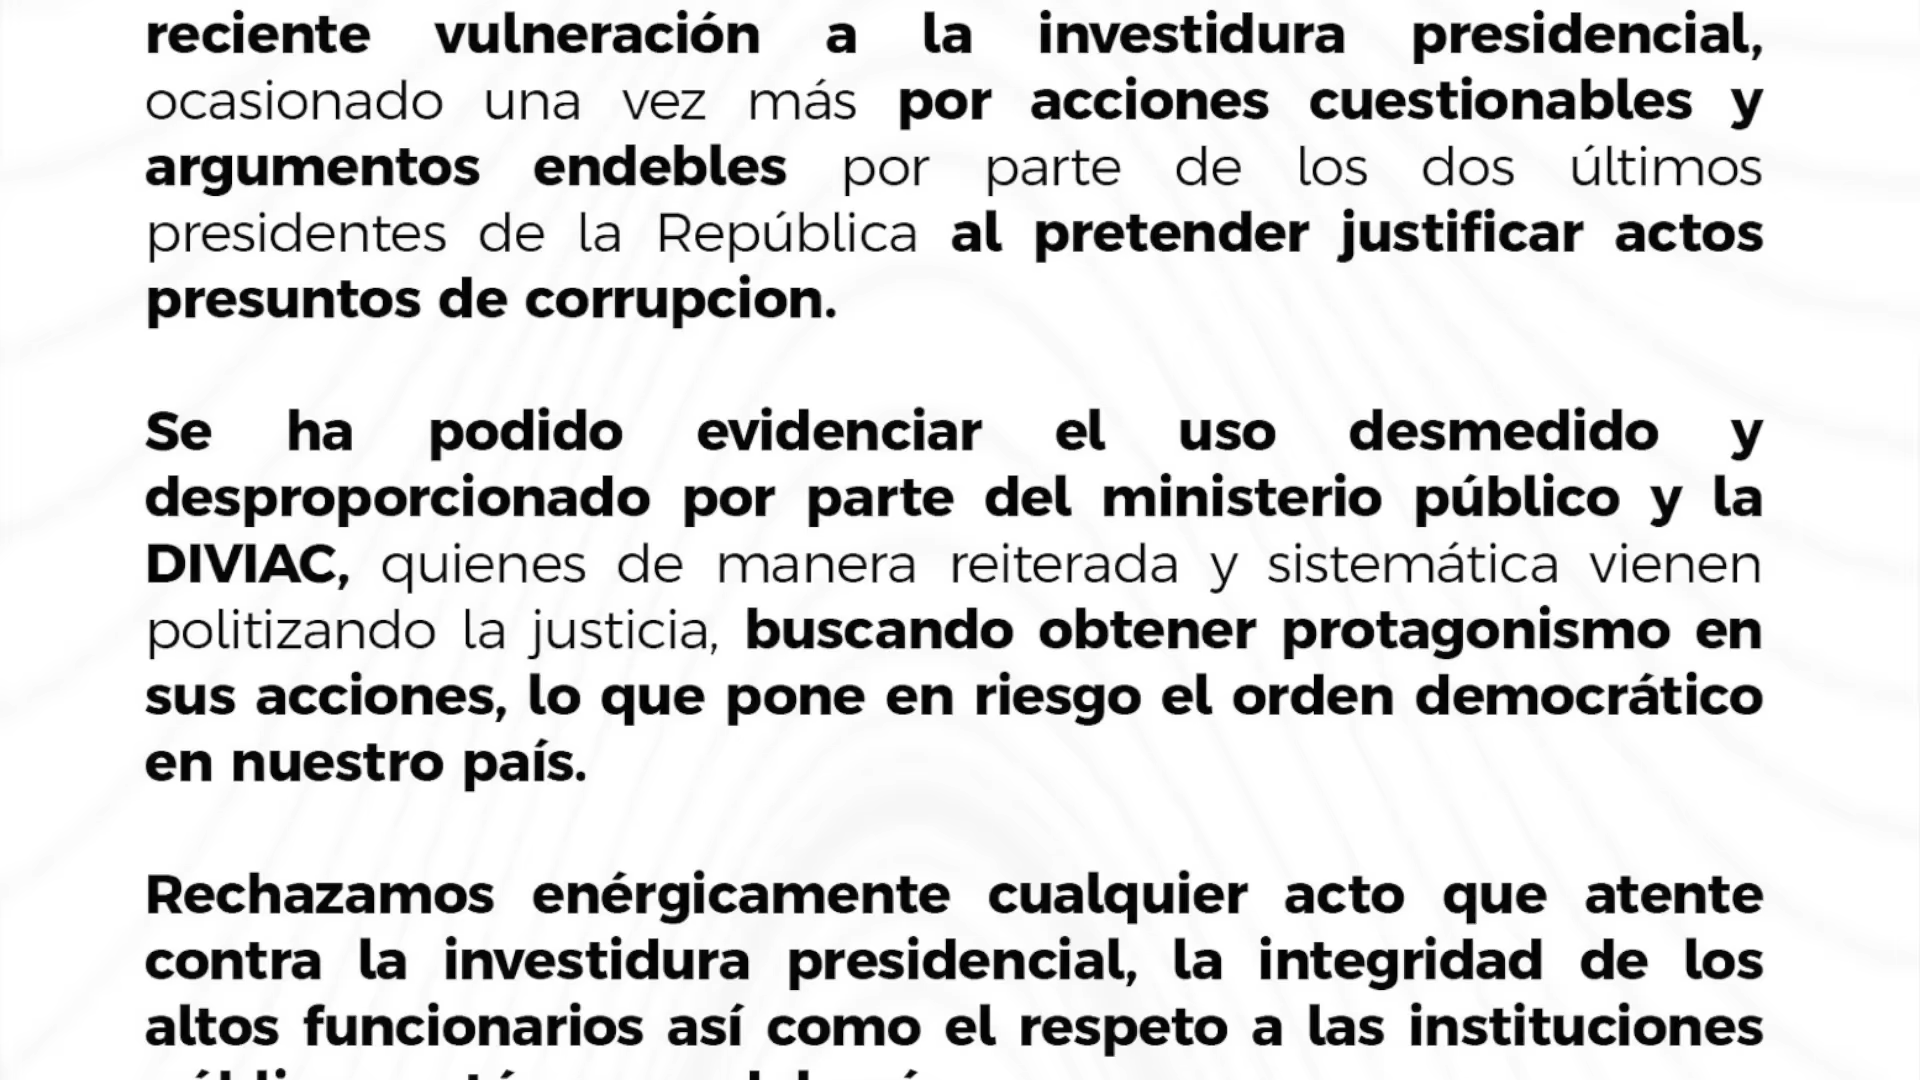 reciente vulneración a la investidura presidencial,
ocasionado una vez más por acciones cuestionables y
argumentos endebles por parte de los dos últimos
presidentes de la República al pretender justificar actos
presuntos de corrupcion.
Se ha podido evidenciar el uso desmedido y
desproporcionado por parte del ministerio público y la
DIVIAC, quienes de manera reiterada y sistemática vienen
politizando la justicia, buscando obtener protagonismo en
sus acciones, lo que pone en riesgo el orden democrático
en nuestro país.
Rechazamos enérgicamente cualquier acto que atente
contra la investidura presidencial, la integridad de los
altos funcionarios así como el respeto a las instituciones